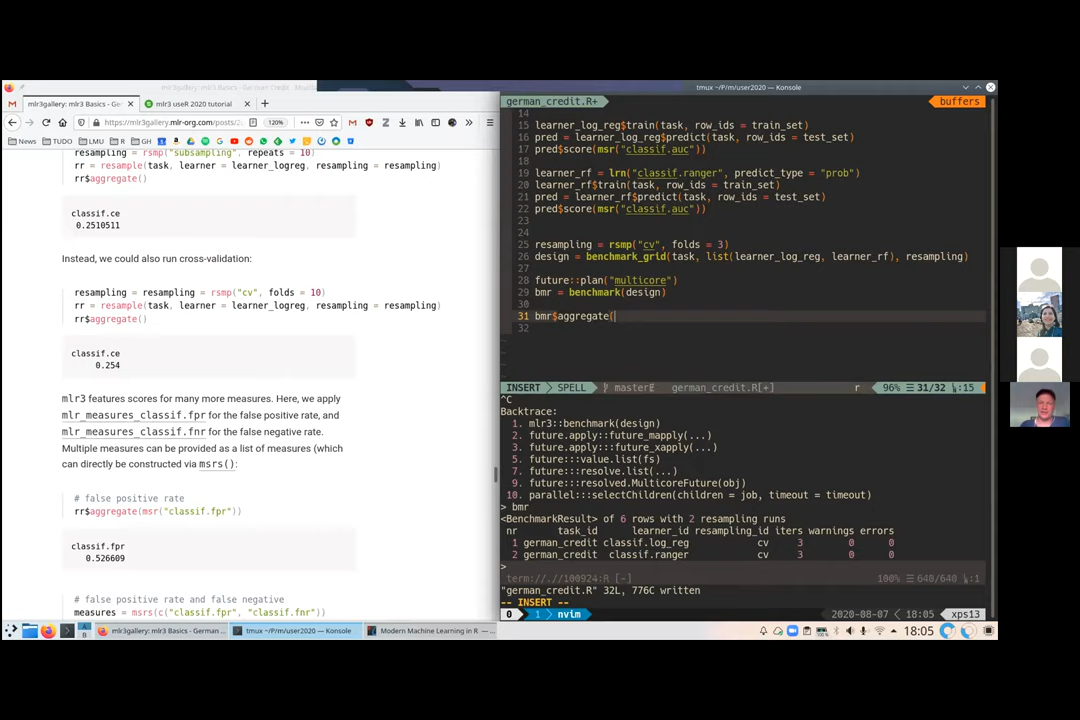 mlr3gallery: mlr3 Basics - German Credit - Mozilla
mlr3gallery: mlr3 Basics - Ge
mlr3 useR 2020 tutorial
https://mlr3gallery.mlr-org.com/posts/2
120%
News
TUDO
LMU
R
GH
resampling = rsmp("subsampling", repeats = 10)
rr = resample(task, learner = learner_logreg, resampling = resampling)
rr$aggregate()
classif.ce
0.2510511
Instead, we could also run cross-validation:
resampling = resampling = rsmp("cv", folds = 10)
rr = resample(task, learner = learner_logreg, resampling = resampling)
rr$aggregate()
classif.ce
0.254
mlr3 features scores for many more measures. Here, we apply
mlr_measures_classif.fpr for the false positive rate, and
mlr_measures_classif.fnr for the false negative rate.
Multiple measures can be provided as a list of measures (which
can directly be constructed via msrs():
# false positive rate
rr$aggregate(msr("classif.fpr"))
classif.fpr
0.526609
# false positive rate and false negative
measures = msrs(c("classif.fpr", "classif.fnr"))
tmux ~/P/m/user2020 — Konsole
german_credit.R+
buffers
14
15 learner_log_reg$train(task, row_ids = train_set)
16 pred = learner_log_reg$predict(task, row_ids = test_set)
17 pred$score(msr("classif.auc"))
18
19 learner_rf = lrn("classif.ranger", predict_type = "prob")
20 learner_rf$train(task, row_ids = train_set)
21 pred = learner_rf$predict(task, row_ids = test_set)
22 pred$score(msr("classif.auc"))
23
24
25 resampling = rsmp("cv", folds = 3)
26 design = benchmark_grid(task, list(learner_log_reg, learner_rf), resampling)
27
28 future::plan("multicore")
29 bmr = benchmark(design)
30
31 bmr$aggregate(
32
INSERT
SPELL
master
german_credit.R[+]
r
96%
31/32
:15
^C
Backtrace:
1. mlr3::benchmark(design)
2. future.apply::future_mapply(...)
3. future.apply:::future_xapply(...)
5. future:::value.list(fs)
7. future:::resolve.list(...)
9. future:::resolved.MulticoreFuture(obj)
10. parallel:::selectChildren(children = job, timeout = timeout)
> bmr
<BenchmarkResult> of 6 rows with 2 resampling runs
nr task_id learner_id resampling_id iters warnings errors
1 german_credit classif.log_reg cv 3 0 0
2 german_credit classif.ranger cv 3 0 0
>
term://.//100924:R [-]
100%
640/640
:1
"german_credit.R" 32L, 776C written
-- INSERT --
0
1
nvim
2020-08-07
18:05
xps13
mlr3gallery: mlr3 Basics - German ...
tmux ~/P/m/user2020 — Konsole
Modern Machine Learning in R — ...
18:05